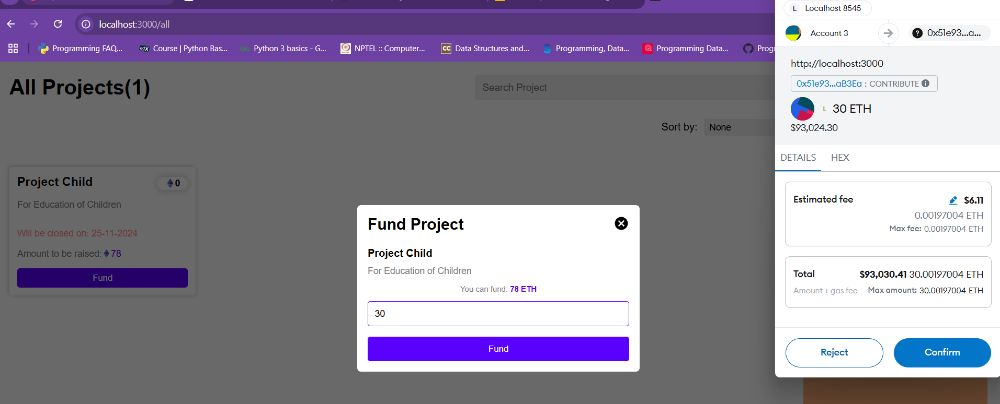 localhost:3000/all
Programming FAQ...
edX Course | Python Bas...
Python 3 basics - G...
NPTEL :: Computer...
CC Data Structures and...
Programming, Data...
Programming Data...
All Projects(1)
Search Project
Sort by: None
Project Child
0
For Education of Children
Will be closed on: 25-11-2024
Amount to be raised: 78
Fund
Fund Project
Project Child
For Education of Children
You can fund: 78 ETH
30
Fund
L Localhost 8545
Account 3
? 0x51e93...a...
http://localhost:3000
0x51e93...aB3Ea : CONTRIBUTE
L 30 ETH
$93,024.30
DETAILS HEX
Estimated fee $6.11
0.00197004 ETH
Max fee: 0.00197004 ETH
Total $93,030.41 30.00197004 ETH
Amount + gas fee Max amount: 30.00197004 ETH
Reject Confirm